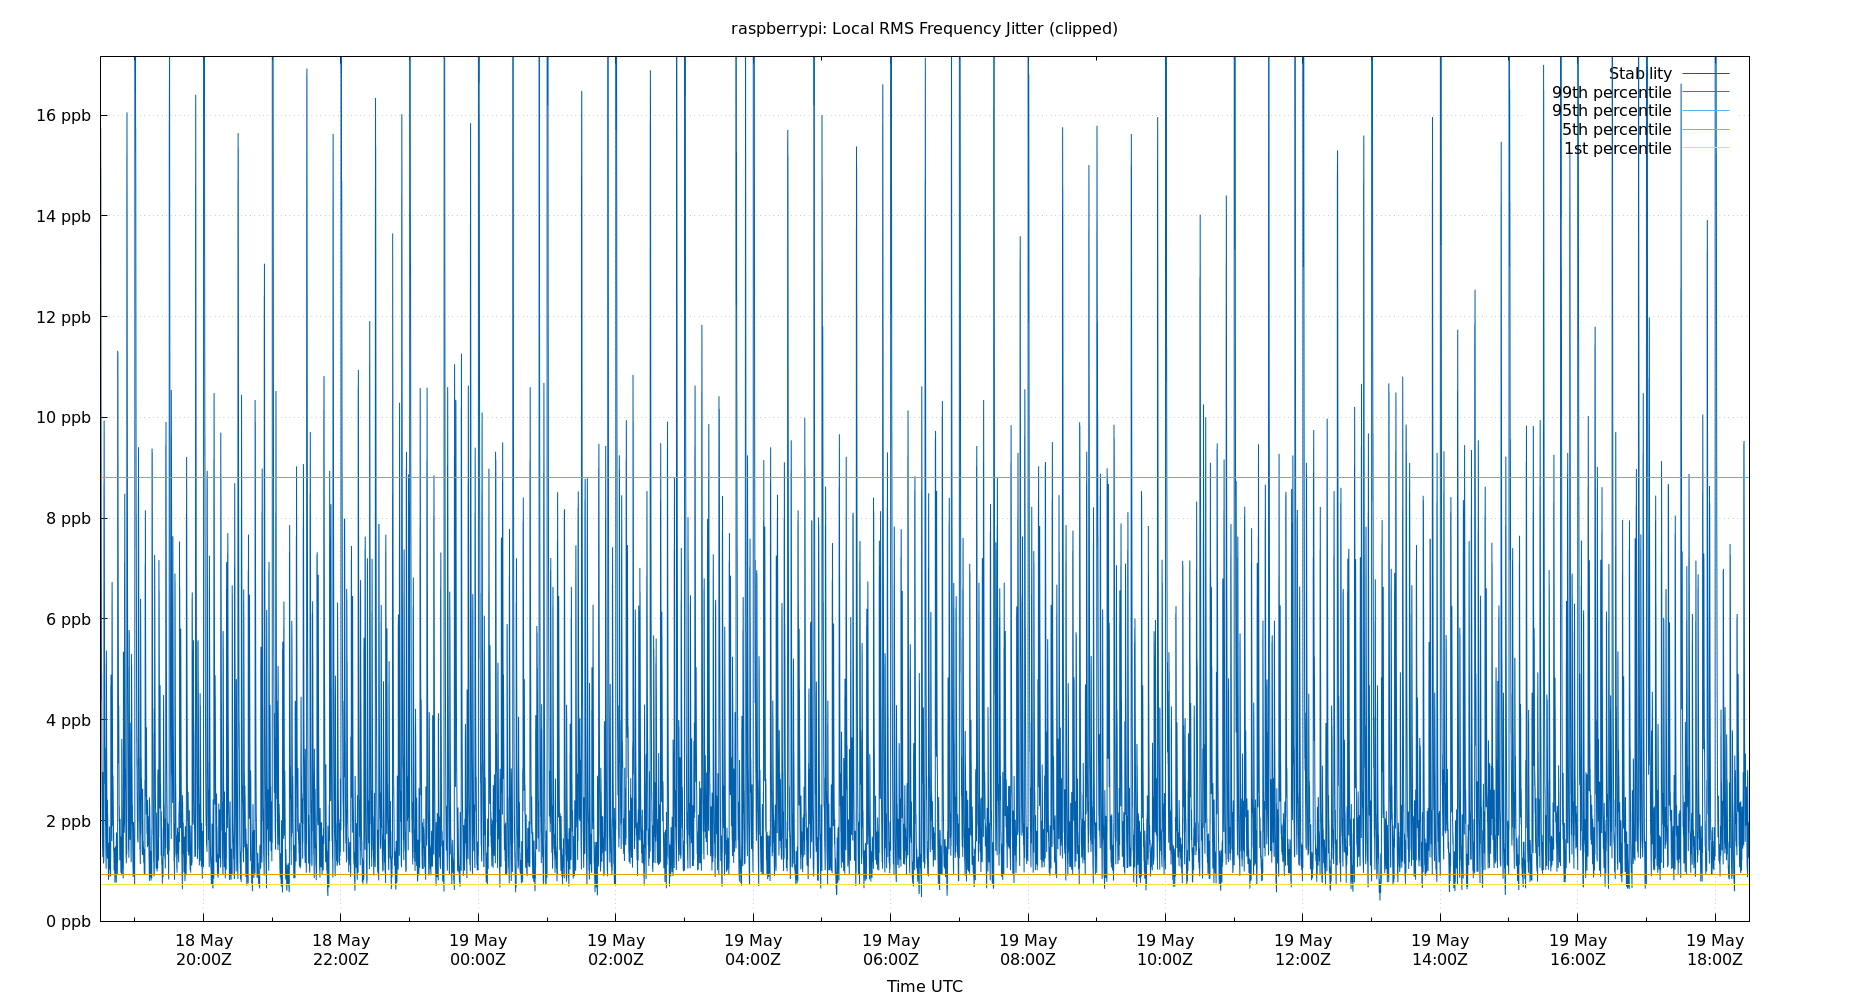 raspberrypi: Local RMS Frequency Jitter (clipped)
Stability
99th percentile
95th percentile
5th percentile
1st percentile
16 ppb
14 ppb
12 ppb
10 ppb
8 ppb
6 ppb
4 ppb
2 ppb
0 ppb
18 May 18 May 19 May 19 May 19 May 19 May 19 May 19 May 19 May 19 May 19 May 19 May
20:00Z 22:00Z 00:00Z 02:00Z 04:00Z 06:00Z 08:00Z 10:00Z 12:00Z 14:00Z 16:00Z 18:00Z
Time UTC